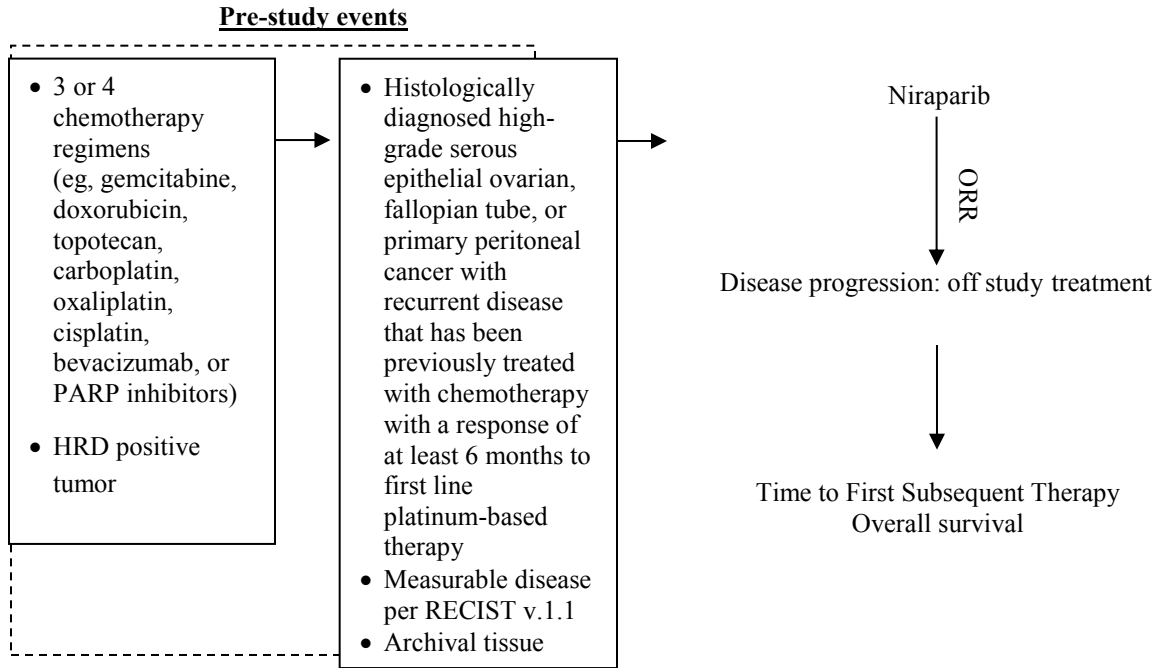 Pre-study events
• 3 or 4
chemotherapy
regimens
(eg, gemcitabine,
doxorubicin,
topotecan,
carboplatin,
oxaliplatin,
cisplatin,
bevacizumab, or
PARP inhibitors)
• HRD positive
tumor
• Histologically
diagnosed high-
grade serous
epithelial ovarian,
fallopian tube, or
primary peritoneal
cancer with
recurrent disease
that has been
previously treated
with chemotherapy
with a response of
at least 6 months to
first line
platinum-based
therapy
• Measurable disease
per RECIST v.1.1
• Archival tissue
Niraparib
ORR
Disease progression: off study treatment
Time to First Subsequent Therapy
Overall survival